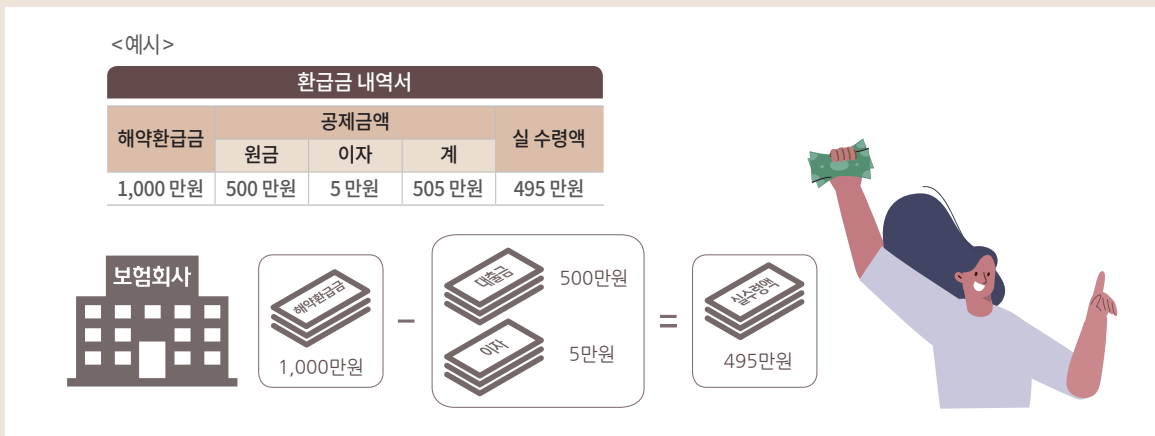 <예시>
환급금 내역서
해약환급금 공제금액 실 수령액
원금 이자 계
1,000 만원 500 만원 5 만원 505 만원 495 만원
보험회사
해약환급금
1,000만원
-
대출금 500만원
이자 5만원
=
실수령액
495만원